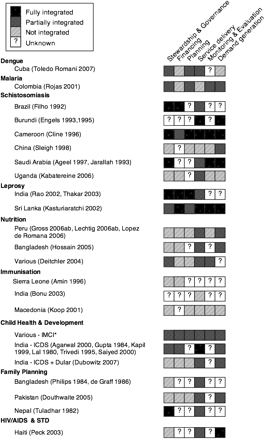 Fully integrated
Partially integrated
Not integrated
? Unknown
Stewardship & Governance
Financing
Planning
Service delivery
Monitoring & Evaluation
Demand generation
Dengue
Cuba (Toledo Romani 2007)
Malaria
Colombia (Rojas 2001)
Schistosomiasis
Brazil (Filho 1992)
Burundi (Engels 1993,1995)
Cameroon (Cline 1996)
China (Sleigh 1998)
Saudi Arabia (Ageel 1997, Jarallah 1993)
Uganda (Kabatereine 2006)
Leprosy
India (Rao 2002, Thakar 2003)
Sri Lanka (Kasturiaratchi 2002)
Nutrition
Peru (Gross 2006ab, Lechtig 2006ab, Lopez
de Romana 2006)
Bangladesh (Hossain 2005)
Various (Deitchler 2004)
Immunisation
Sierra Leone (Amin 1996)
India (Bonu 2003)
Macedonia (Koop 2001)
Child Health & Development
Various - IMCI*
India - ICDS (Agarwal 2000, Gupta 1984, Kapil
1999, Lal 1980, Trivedi 1995, Saiyed 2000)
India - ICDS + Dular (Dubowitz 2007)
Family Planning
Bangladesh (Philips 1984, de Graff 1986)
Pakistan (Douthwaite 2005)
Nepal (Tuladhar 1982)
HIV/AIDS & STD
Haiti (Peck 2003)